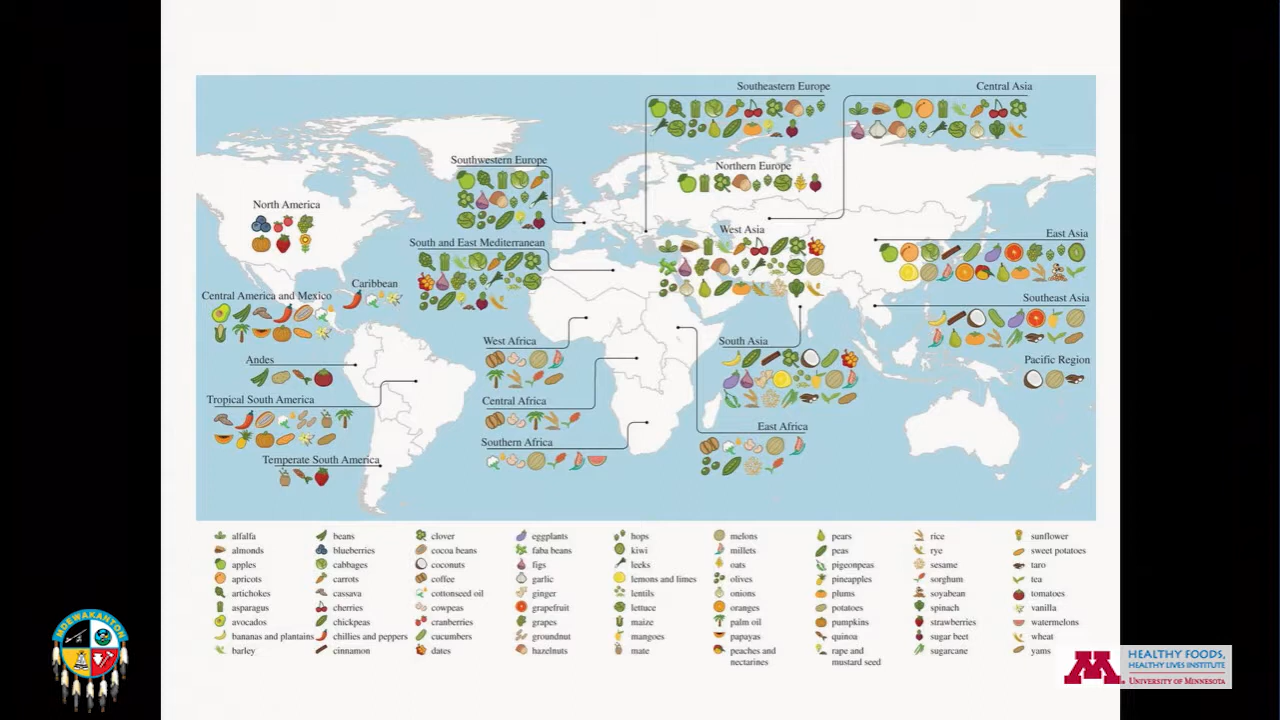 Southeastern Europe
Central Asia
Southwestern Europe
Northern Europe
North America
West Asia
East Asia
South and East Mediterranean
Caribbean
Central America and Mexico
Southeast Asia
West Africa
South Asia
Andes
Pacific Region
Tropical South America
Central Africa
East Africa
Southern Africa
Temperate South America
alfalfa
almonds
apples
apricots
artichokes
asparagus
avocados
bananas and plantains
barley
beans
blueberries
cabbages
carrots
cassava
cherries
chickpeas
chillies and peppers
cinnamon
clover
cocoa beans
coconuts
coffee
cottonseed oil
cowpeas
cranberries
cucumbers
dates
eggplants
faba beans
figs
garlic
ginger
grapefruit
grapes
groundnut
hazelnuts
hops
kiwi
leeks
lemons and limes
lentils
lettuce
maize
mangoes
mate
melons
millets
oats
olives
onions
oranges
palm oil
papayas
peaches and
nectarines
pears
peas
pigeonpeas
pineapples
plums
potatoes
pumpkins
quinoa
rape and
mustard seed
rice
rye
sesame
sorghum
soyabean
spinach
strawberries
sugar beet
sugarcane
sunflower
sweet potatoes
taro
tea
tomatoes
vanilla
watermelons
wheat
yams
MDEWAKANTON
M.
HEALTHY FOODS,
HEALTHY LIVES INSTITUTE
UNIVERSITY OF MINNESOTA